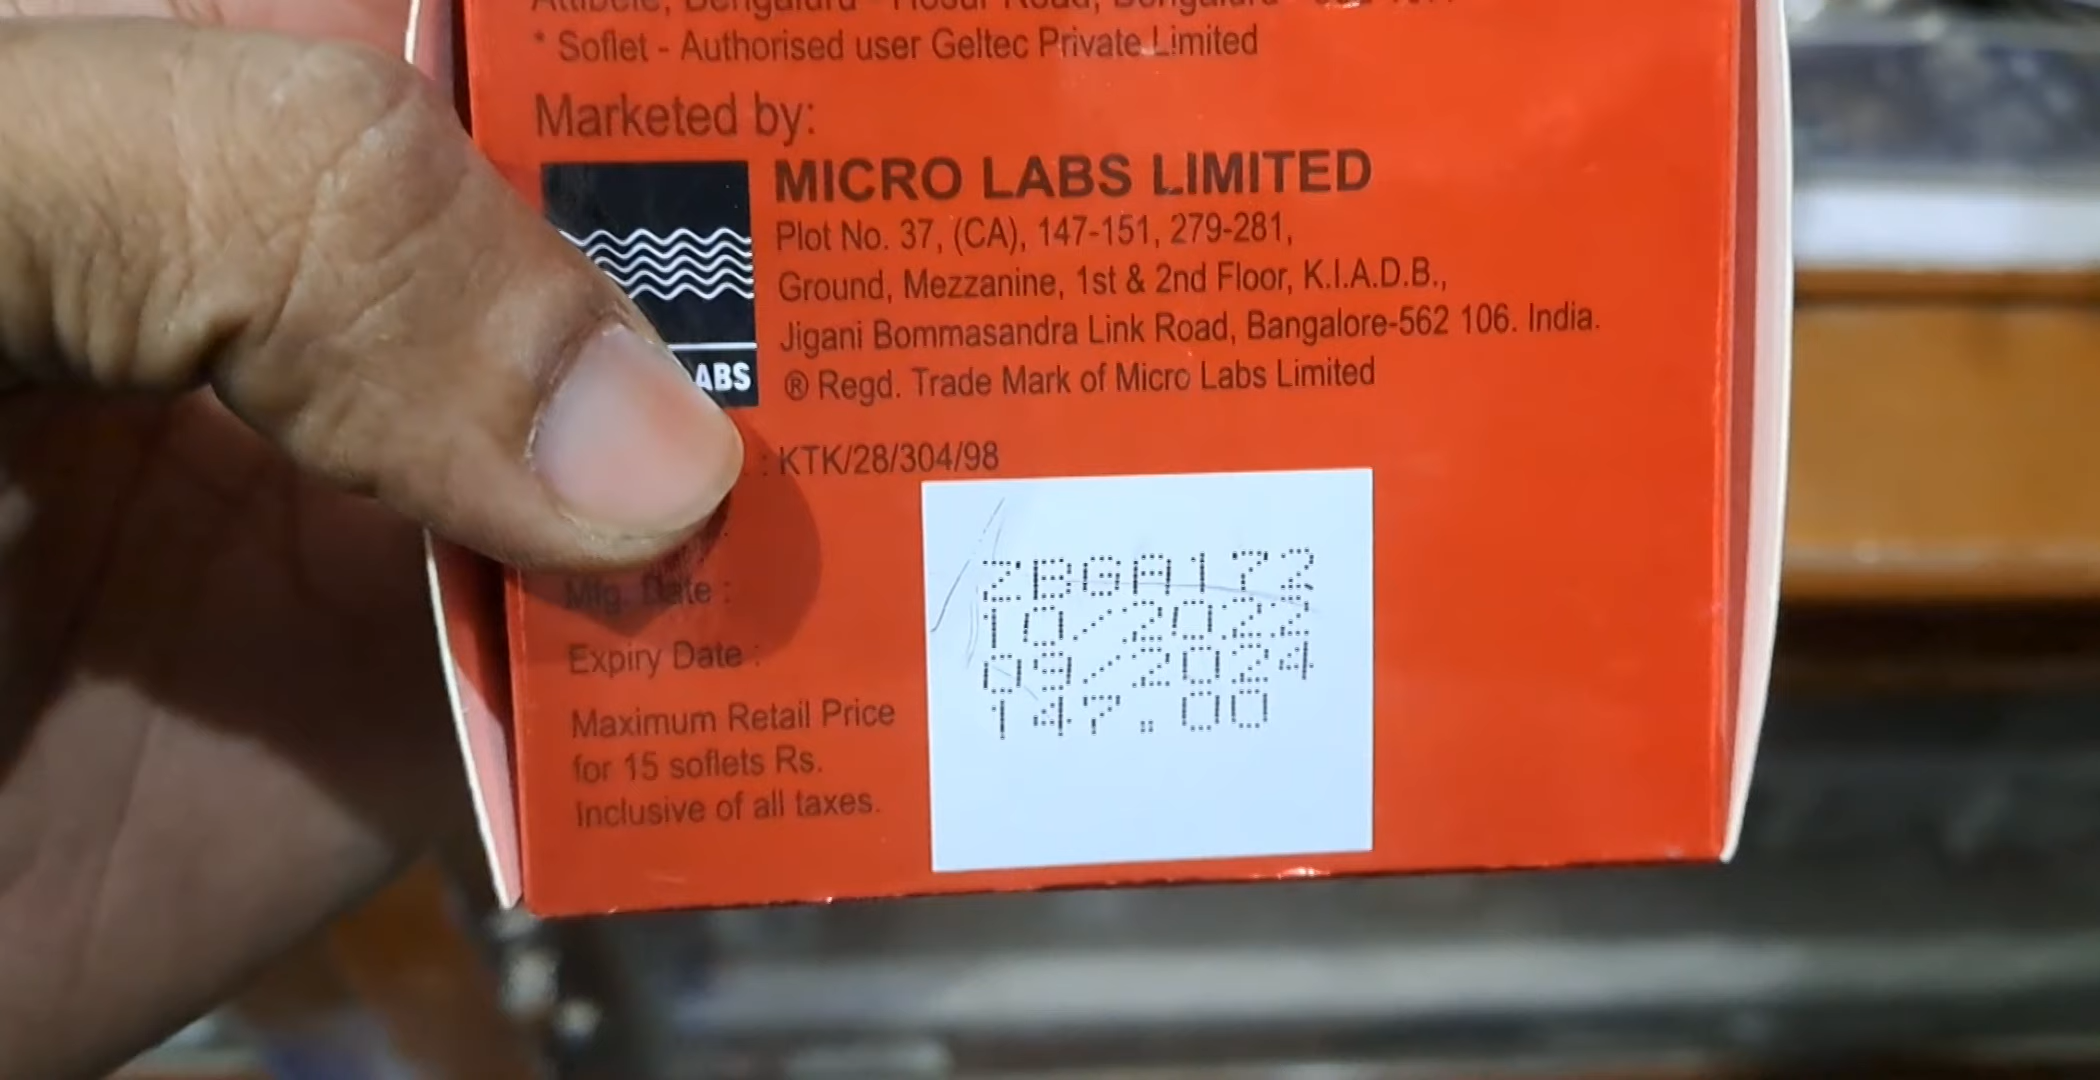 * Soflet - Authorised user Geltec Private Limited
Marketed by:
MICRO LABS LIMITED
Plot No. 37, (CA), 147-151, 279-281,
Ground, Mezzanine, 1st & 2nd Floor, K.I.A.D.B.,
Jigani Bommasandra Link Road, Bangalore-562 106. India.
® Regd. Trade Mark of Micro Labs Limited
ABS
: KTK/28/304/98
ZBGA172
Mfg. Date : 10/2022
Expiry Date : 09/2024
Maximum Retail Price 147.00
for 15 soflets Rs.
Inclusive of all taxes.